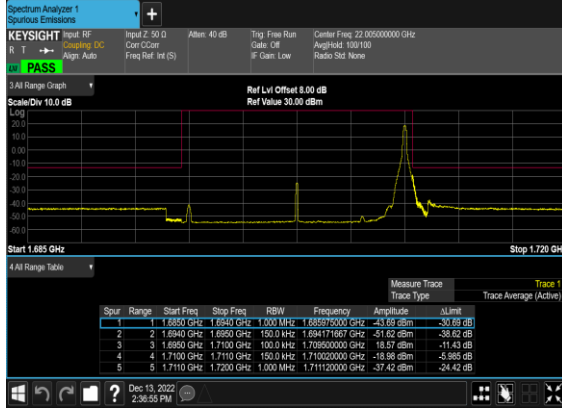 Spectrum Analyzer 1
Spurious Emissions
+
KEYSIGHT Input: RF Input Z: 50 Ω Atten: 40 dB Trig: Free Run Center Freq: 22.005000000 GHz
R T Coupling: DC Corr CCorr Gate: Off Avg|Hold: 100/100
Align: Auto Freq Ref: Int (S) IF Gain: Low Radio Std: None
PASS
3 All Range Graph
Ref Lvl Offset 8.00 dB
Scale/Div 10.0 dB Ref Value 30.00 dBm
Log
20.0
10.0
0.00
-10.0
-20.0
-30.0
-40.0
-50.0
-60.0
Start 1.685 GHz Stop 1.720 GH
4 All Range Table
Measure Trace Trace 1
Trace Type Trace Average (Active)
Spur Range Start Freq Stop Freq RBW Frequency Amplitude ΔLimit
1 1 1.6850 GHz 1.6940 GHz 1.000 MHz 1.685975000 GHz -43.69 dBm -30.69 dB
2 2 1.6940 GHz 1.6950 GHz 150.0 kHz 1.694171667 GHz -51.62 dBm -38.62 dB
3 3 1.6950 GHz 1.7100 GHz 100.0 kHz 1.709500000 GHz 18.57 dBm -11.43 dB
4 4 1.7100 GHz 1.7110 GHz 150.0 kHz 1.710020000 GHz -18.98 dBm -5.985 dB
5 5 1.7110 GHz 1.7200 GHz 1.000 MHz 1.711120000 GHz -37.42 dBm -24.42 dB
? Dec 13, 2022
2:36:55 PM